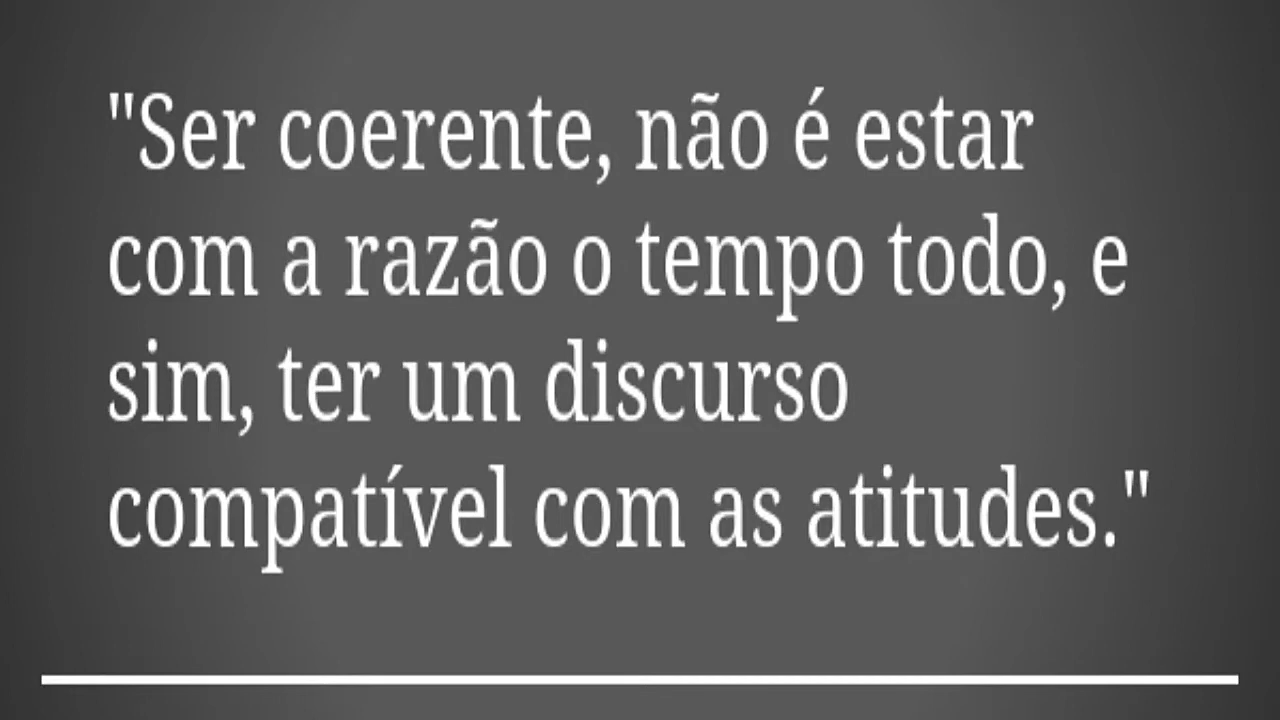 "Ser coerente, não é estar
com a razão o tempo todo, e
sim, ter um discurso
compatível com as atitudes."